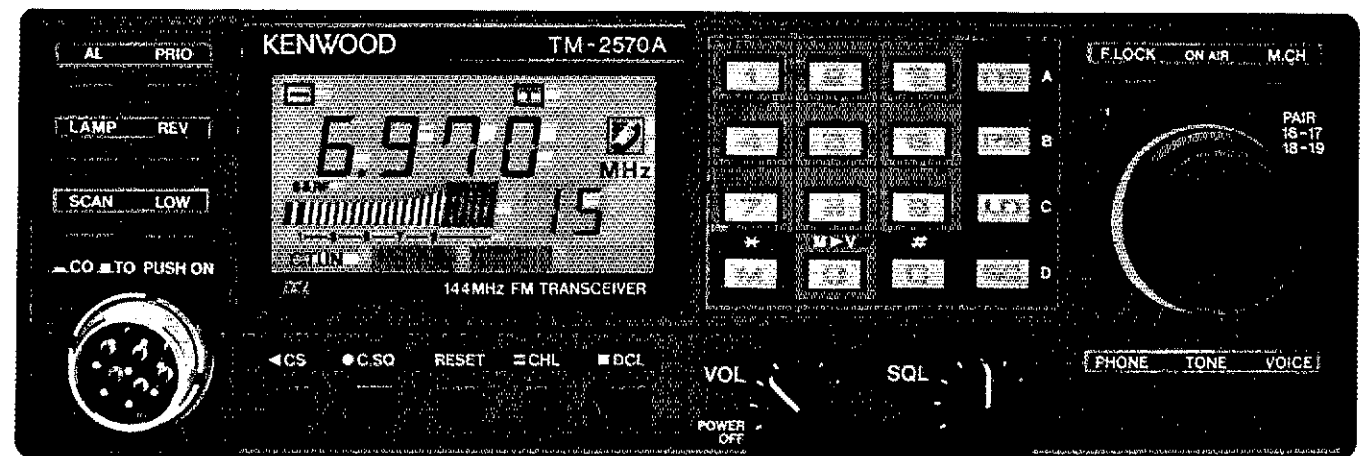 AL PRIO
LAMP REV
SCAN LOW
CO TO PUSH ON
KENWOOD TM-2570A
6.970
MHz
15
144MHz FM TRANSCEIVER
◄CS ●C.SQ RESET =CHL ■DCL
A
B
C
* M►V #
D
VOL
POWER
OFF
SQL
F.LOCK ON AIR M.CH
PAIR
16-17
18-19
PHONE TONE VOICE